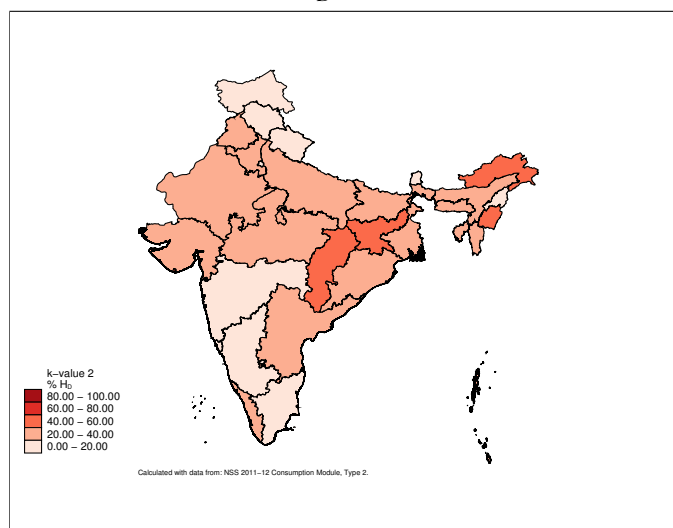 k−value 2
% H_D
80.00 − 100.00
60.00 − 80.00
40.00 − 60.00
20.00 − 40.00
0.00 − 20.00
Calculated with data from: NSS 2011−12 Consumption Module, Type 2.